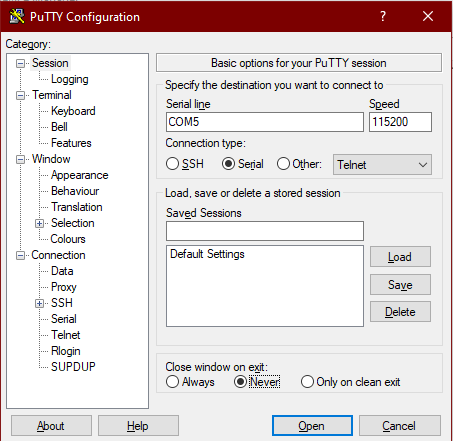 PuTTY Configuration
?
Category:
Session
Logging
Terminal
Keyboard
Bell
Features
Window
Appearance
Behaviour
Translation
Selection
Colours
Connection
Data
Proxy
SSH
Serial
Telnet
Rlogin
SUPDUP
Basic options for your PuTTY session
Specify the destination you want to connect to
Serial line Speed
COM5 115200
Connection type:
SSH Serial Other: Telnet
Load, save or delete a stored session
Saved Sessions
Default Settings
Load
Save
Delete
Close window on exit:
Always Never Only on clean exit
About Help Open Cancel